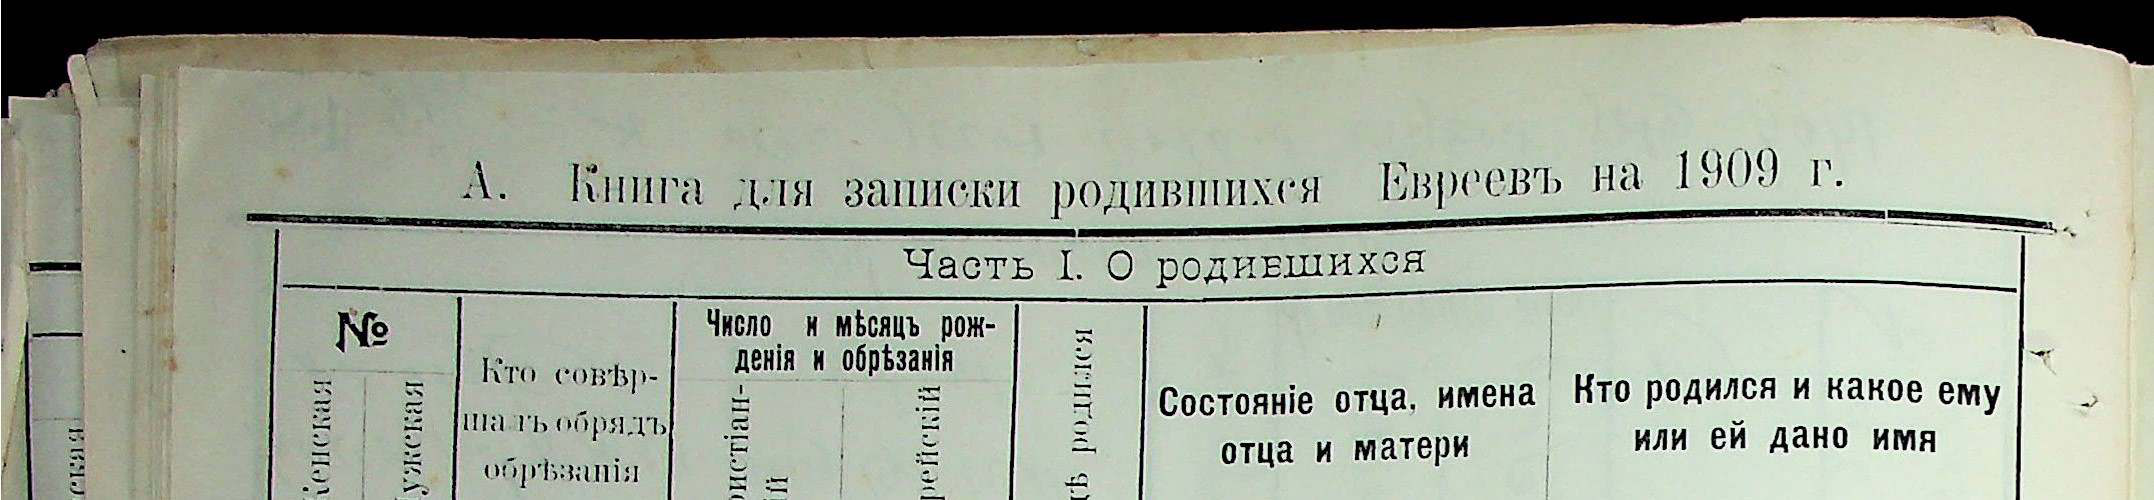 А. Книга для записки родившихся Евреевъ на 1909 г.
Часть I. О родившихся
№
Женская
Мужская
Кто совѣр-
шалъ обрядъ
обрѣзанія
Число и мѣсяцъ рож-
денія и обрѣзанія
родился
Состояніе отца, имена
отца и матери
Кто родился и какое ему
или ей дано имя